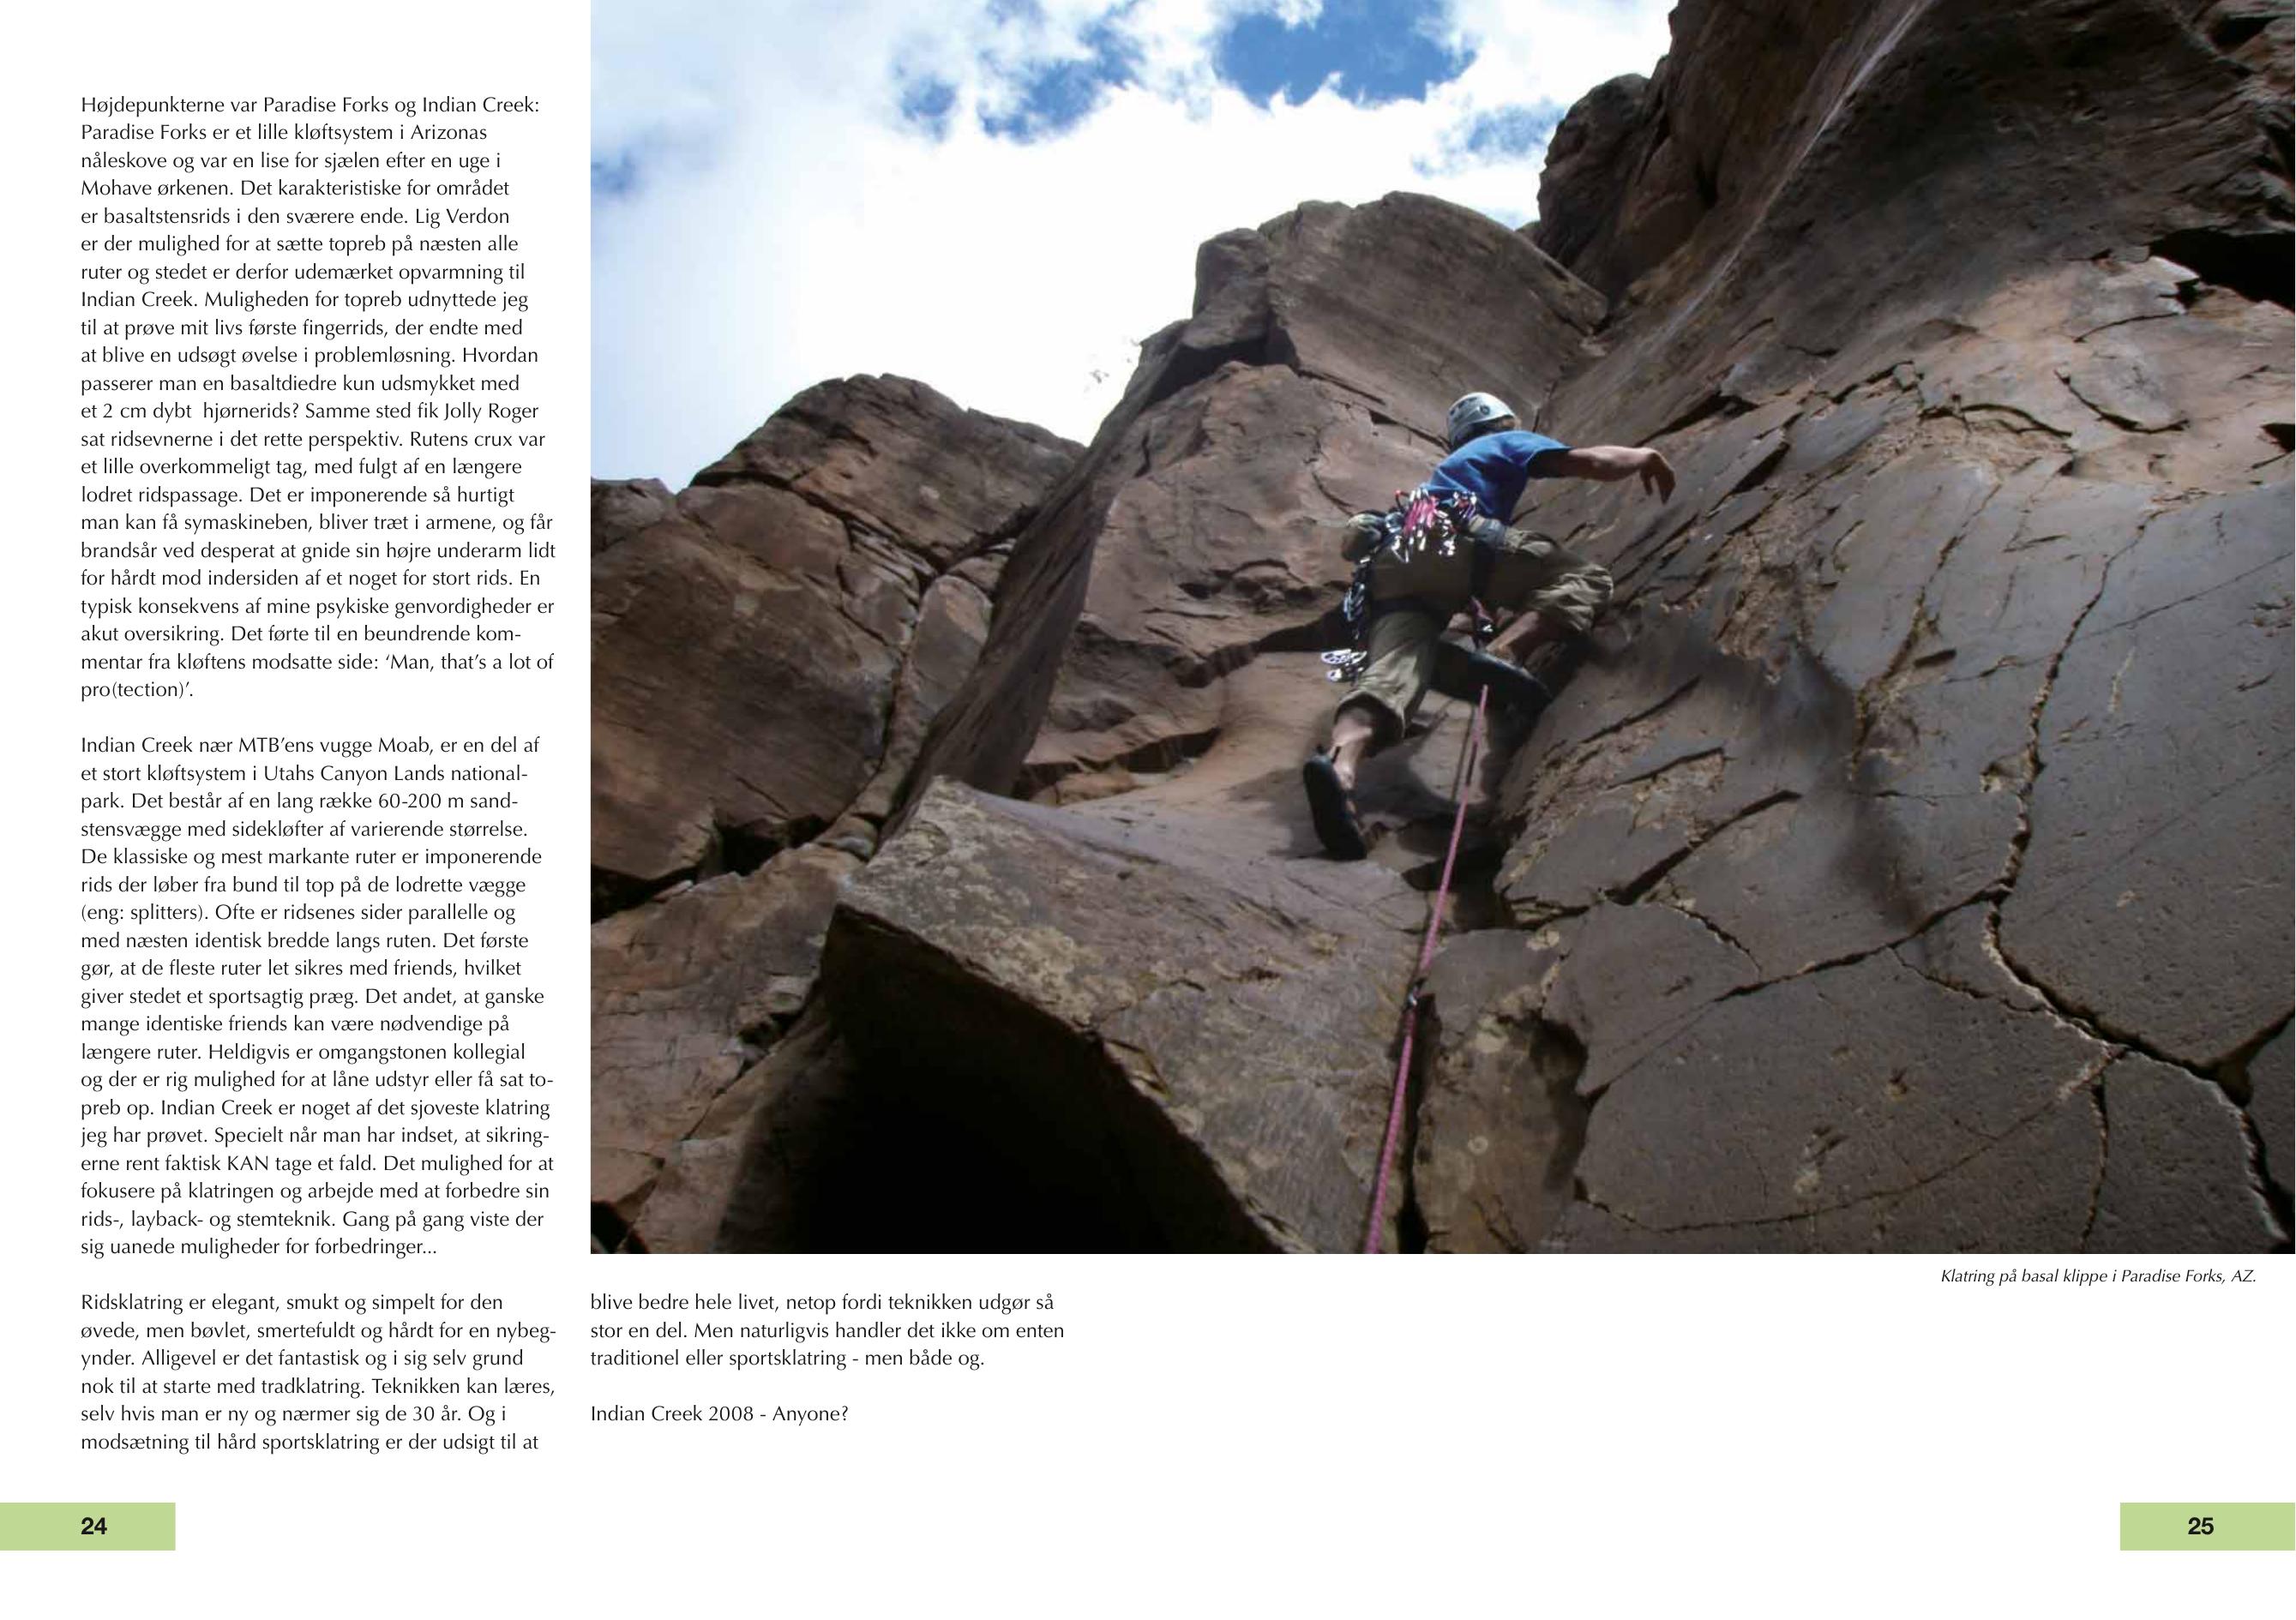 Højdepunkterne var Paradise Forks og Indian Creek:
Paradise Forks er et lille kløftsystem i Arizonas
nåleskove og var en lise for sjælen efter en uge i
Mohave ørkenen. Det karakteristiske for området
er basaltstensrids i den sværere ende. Lig Verdon
er der mulighed for at sætte topreb på næsten alle
ruter og stedet er derfor udemærket opvarmning til
Indian Creek. Muligheden for topreb udnyttede jeg
til at prøve mit livs første fingerrids, der endte med
at blive en udsøgt øvelse i problemløsning. Hvordan
passerer man en basaltdiedre kun udsmykket med
et 2 cm dybt  hjørnerids? Samme sted fik Jolly Roger
sat ridsevnerne i det rette perspektiv. Rutens crux var
et lille overkommeligt tag, med fulgt af en længere
lodret ridspassage. Det er imponerende så hurtigt
man kan få symaskineben, bliver træt i armene, og får
brandsår ved desperat at gnide sin højre underarm lidt
for hårdt mod indersiden af et noget for stort rids. En
typisk konsekvens af mine psykiske genvordigheder er
akut oversikring. Det førte til en beundrende kom-
mentar fra kløftens modsatte side: ‘Man, that’s a lot of
pro(tection)’.
Indian Creek nær MTB’ens vugge Moab, er en del af
et stort kløftsystem i Utahs Canyon Lands national-
park. Det består af en lang række 60-200 m sand-
stensvægge med sidekløfter af varierende størrelse.
De klassiske og mest markante ruter er imponerende
rids der løber fra bund til top på de lodrette vægge
(eng: splitters). Ofte er ridsenes sider parallelle og
med næsten identisk bredde langs ruten. Det første
gør, at de fleste ruter let sikres med friends, hvilket
giver stedet et sportsagtig præg. Det andet, at ganske
mange identiske friends kan være nødvendige på
længere ruter. Heldigvis er omgangstonen kollegial
og der er rig mulighed for at låne udstyr eller få sat to-
preb op. Indian Creek er noget af det sjoveste klatring
jeg har prøvet. Specielt når man har indset, at sikring-
erne rent faktisk KAN tage et fald. Det mulighed for at
fokusere på klatringen og arbejde med at forbedre sin
rids-, layback- og stemteknik. Gang på gang viste der
sig uanede muligheder for forbedringer...
Ridsklatring er elegant, smukt og simpelt for den
øvede, men bøvlet, smertefuldt og hårdt for en nybeg-
ynder. Alligevel er det fantastisk og i sig selv grund
nok til at starte med tradklatring. Teknikken kan læres,
selv hvis man er ny og nærmer sig de 30 år. Og i
modsætning til hård sportsklatring er der udsigt til at
blive bedre hele livet, netop fordi teknikken udgør så
stor en del. Men naturligvis handler det ikke om enten
traditionel eller sportsklatring - men både og.
Indian Creek 2008 - Anyone?
Klatring på basal klippe i Paradise Forks, AZ.
24
25